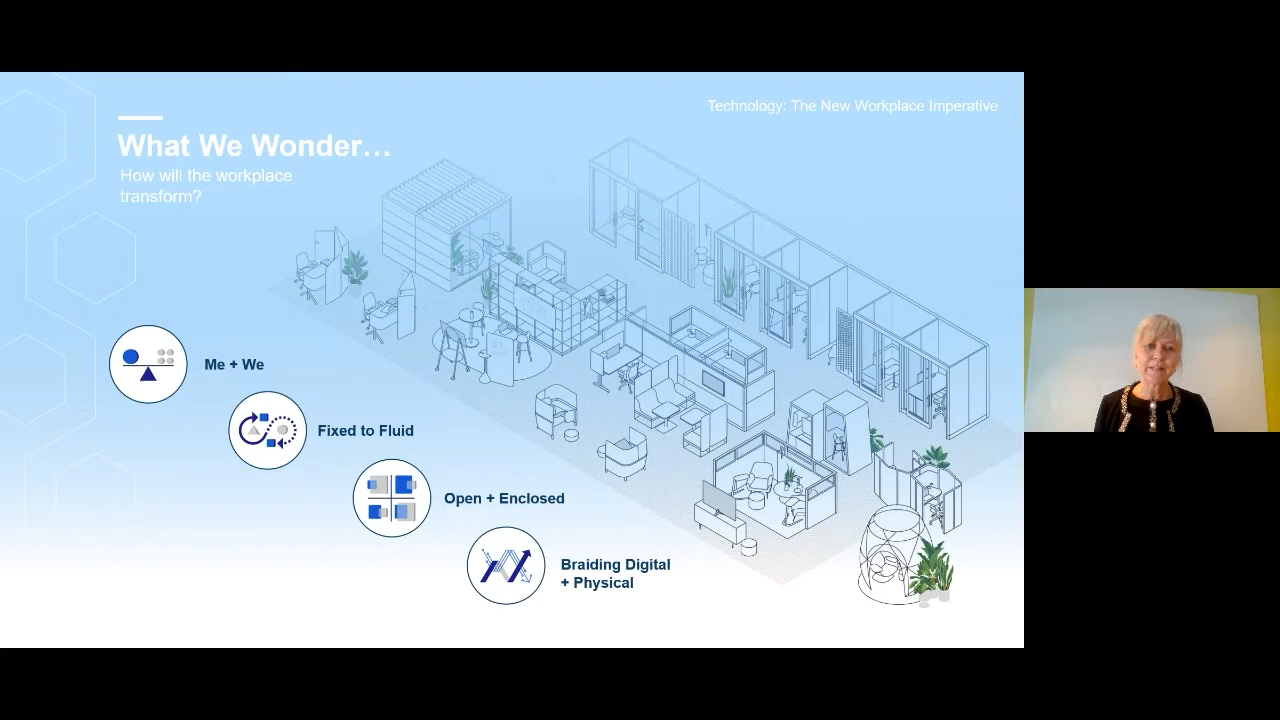 Technology: The New Workplace Imperative
What We Wonder…
How will the workplace
transform?
Me + We
Fixed to Fluid
Open + Enclosed
Braiding Digital
+ Physical